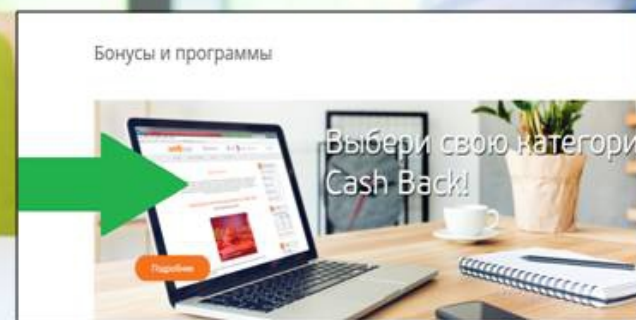 Бонусы и программы
Выбери свою категори
Cash Back!
Подробнее